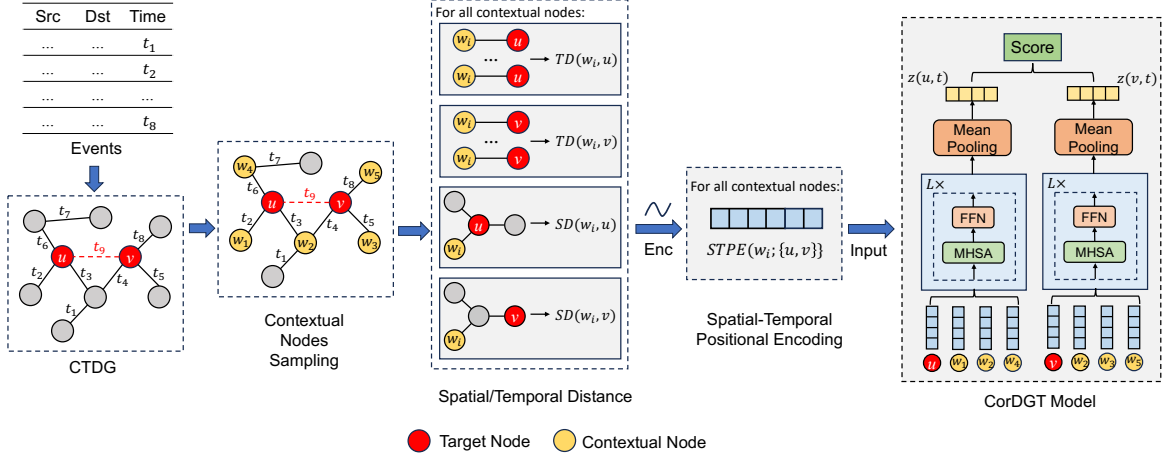 Src Dst Time
... ... t₁
... ... t₂
... ... ...
... ... t₈
Events
t₇
t₆
t₈
u
t₉
v
t₂
t₃
t₄
t₅
t₁
CTDG
w₄
t₇
w₅
t₆
t₈
u
t₉
v
t₂
t₃
t₄
t₅
w₁
w₂
w₃
t₁
Contextual
Nodes
Sampling
For all contextual nodes:
wᵢ u
... TD(wᵢ, u)
wᵢ u
wᵢ v
... TD(wᵢ, v)
wᵢ v
u SD(wᵢ, u)
wᵢ
v SD(wᵢ, v)
wᵢ
Spatial/Temporal Distance
Enc
For all contextual nodes:
STPE(wᵢ; {u, v})
Spatial-Temporal
Positional Encoding
Input
Score
z(u, t) z(v, t)
Mean Pooling
Mean Pooling
L× L×
FFN FFN
MHSA MHSA
u w₁ w₂ w₄ v w₂ w₃ w₅
CorDGT Model
Target Node Contextual Node